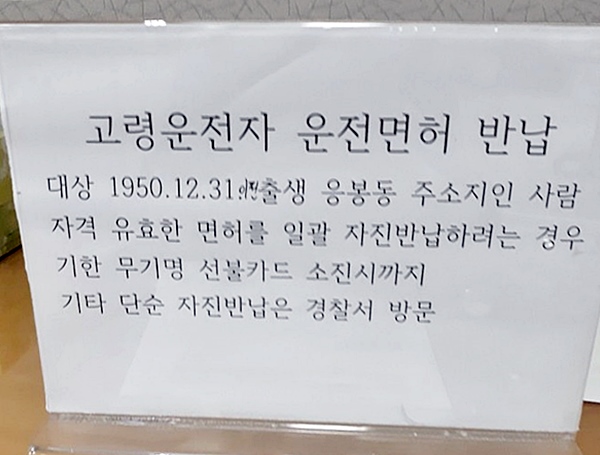 고령운전자 운전면허 반납
대상 1950.12.31.이전출생 응봉동 주소지인 사람
자격 유효한 면허를 일괄 자진반납하려는 경우
기한 무기명 선불카드 소진시까지
기타 단순 자진반납은 경찰서 방문